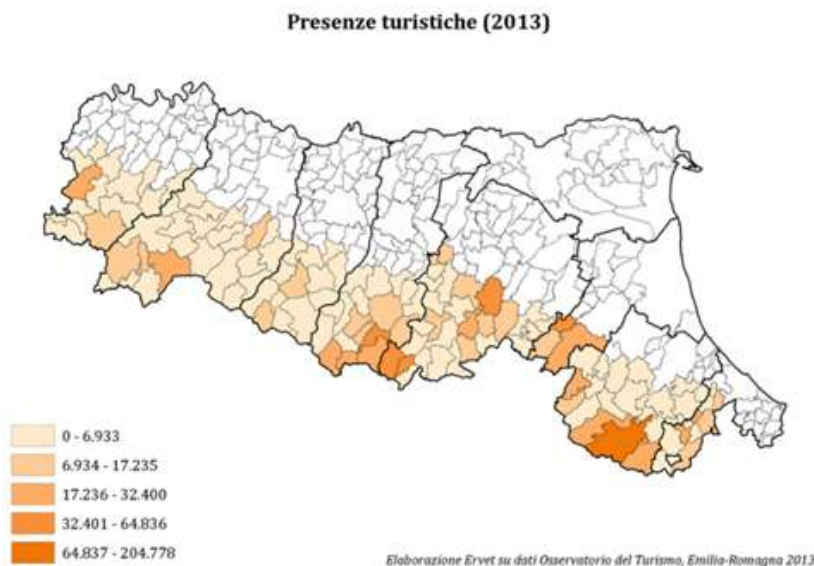 Presenze turistiche (2013)
0 - 6.933
6.934 - 17.235
17.236 - 32.400
32.401 - 64.836
64.837 - 204.778
Elaborazione Ervet su dati Osservatorio del Turismo, Emilia-Romagna 2013